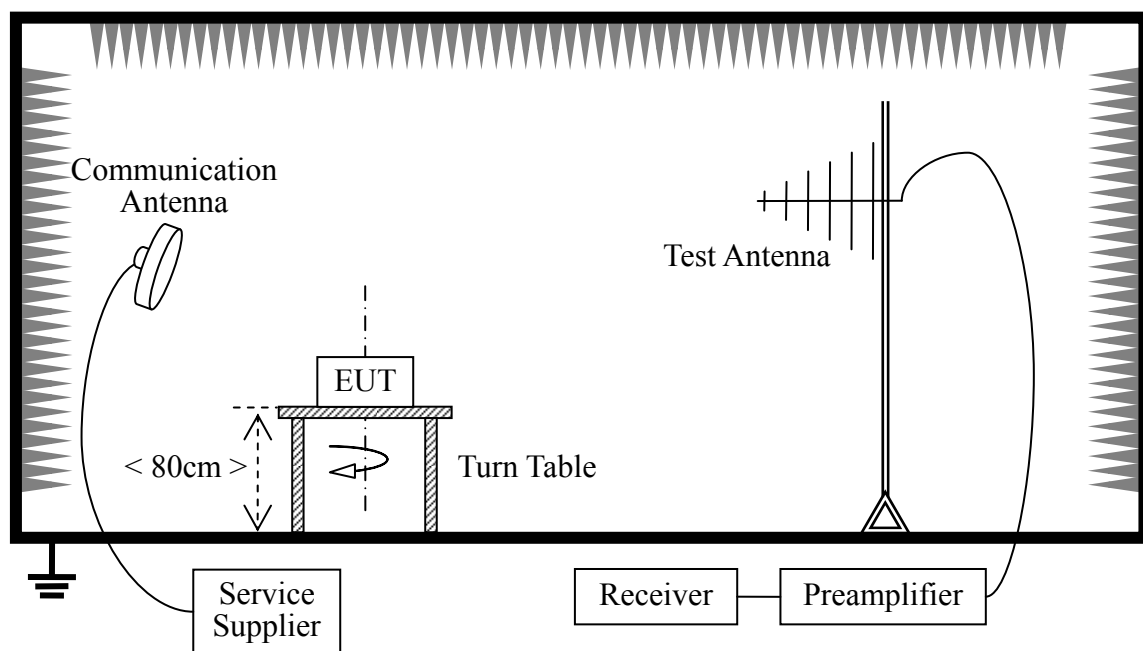 Communication
Antenna
Test Antenna
EUT
< 80cm >
Turn Table
Service
Supplier
Receiver
Preamplifier